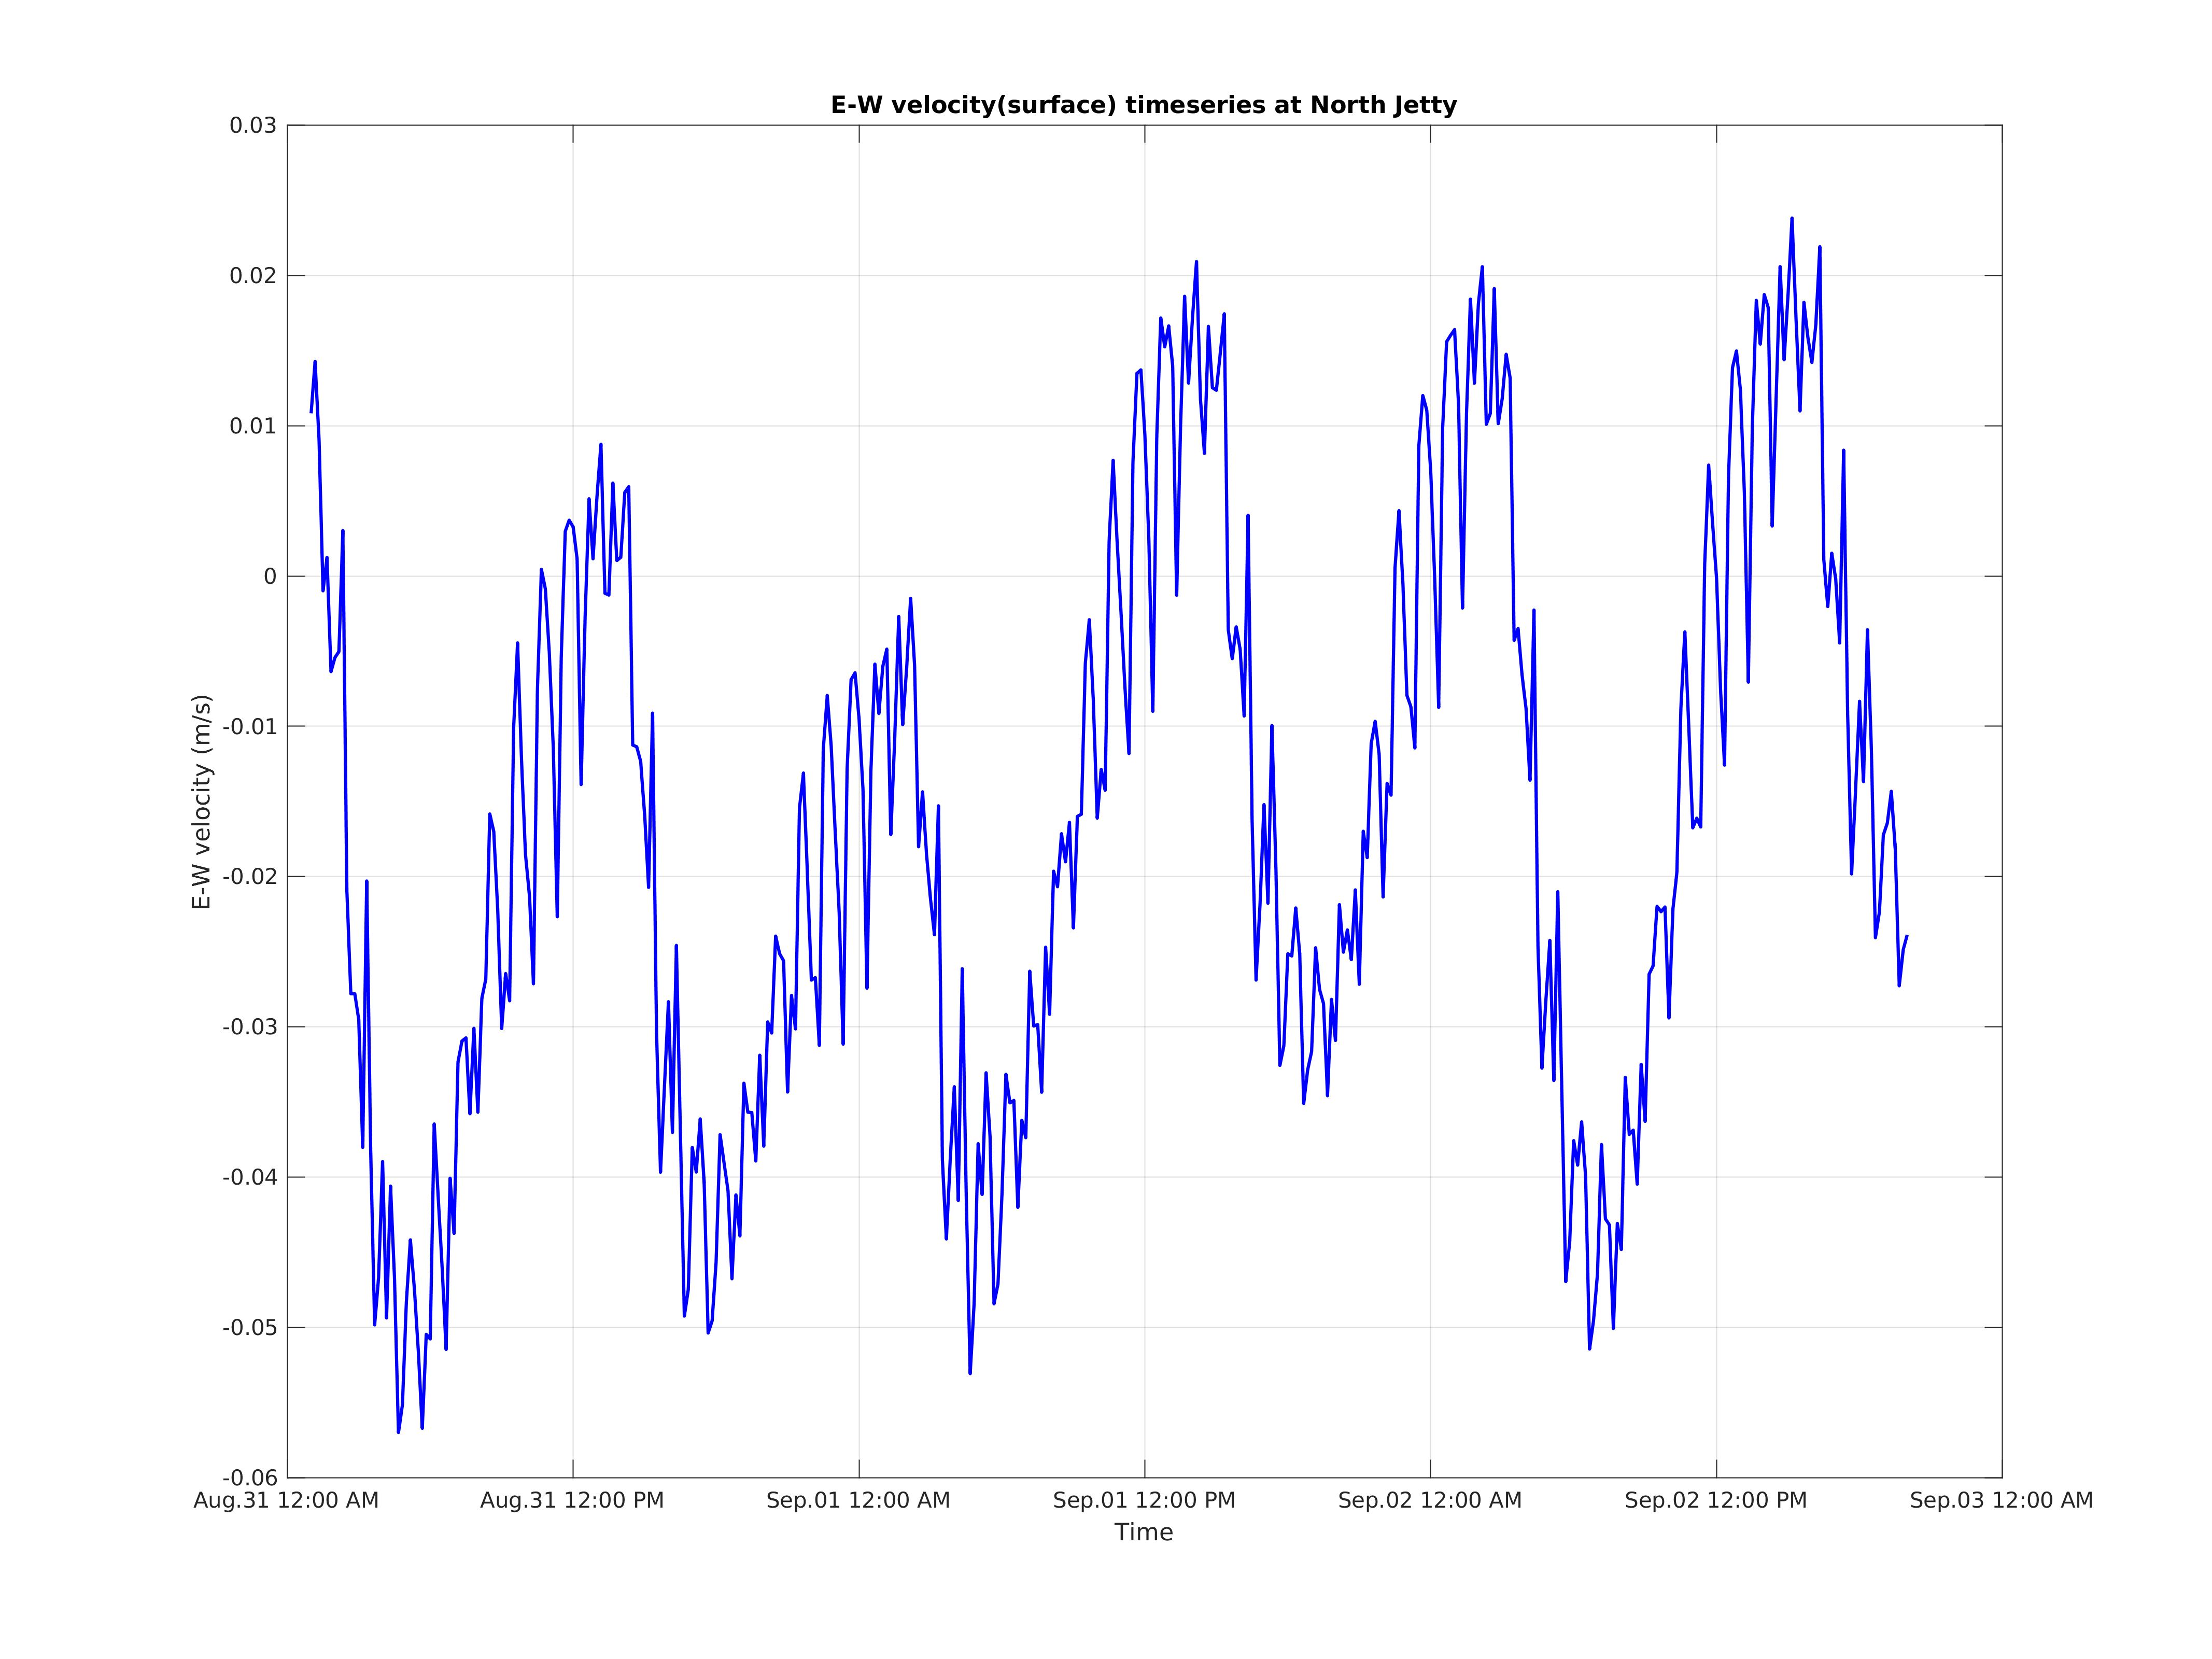 E-W velocity(surface) timeseries at North Jetty
0.03
0.02
0.01
0
-0.01
-0.02
-0.03
-0.04
-0.05
-0.06
E-W velocity (m/s)
Aug.31 12:00 AM Aug.31 12:00 PM Sep.01 12:00 AM Sep.01 12:00 PM Sep.02 12:00 AM Sep.02 12:00 PM Sep.03 12:00 AM
Time